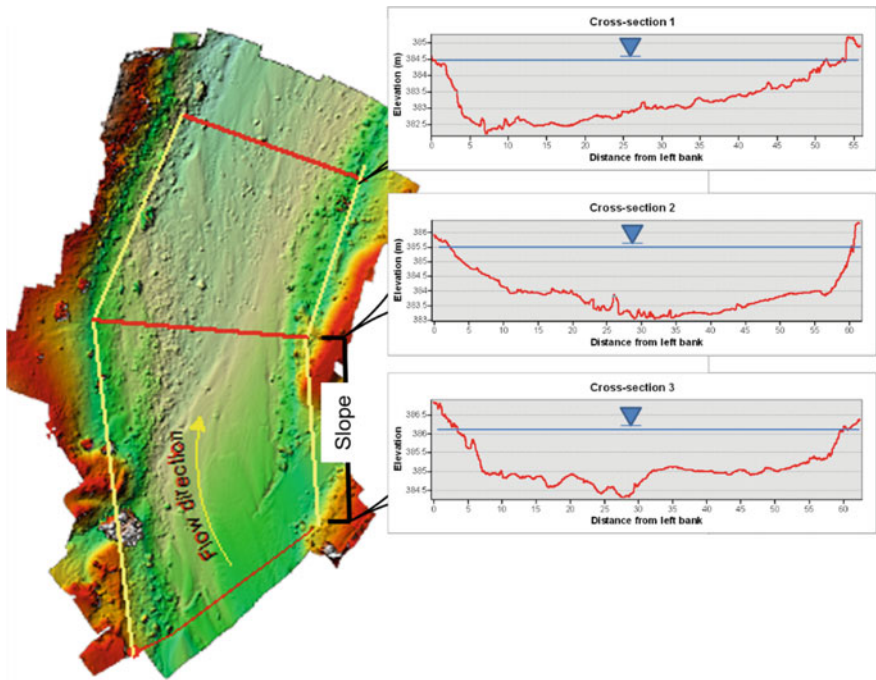 Cross-section 1
Elevation (m)
385
384.5
384
383.5
383
382.5
0 5 10 15 20 25 30 35 40 45 50 55
Distance from left bank
Cross-section 2
Elevation (m)
386
385.5
385
384.5
384
383.5
383
0 5 10 15 20 25 30 35 40 45 50 55 60
Distance from left bank
Cross-section 3
Elevation
386.5
386
385.5
385
384.5
0 5 10 15 20 25 30 35 40 45 50 55 60
Distance from left bank
Slope
Flow direction